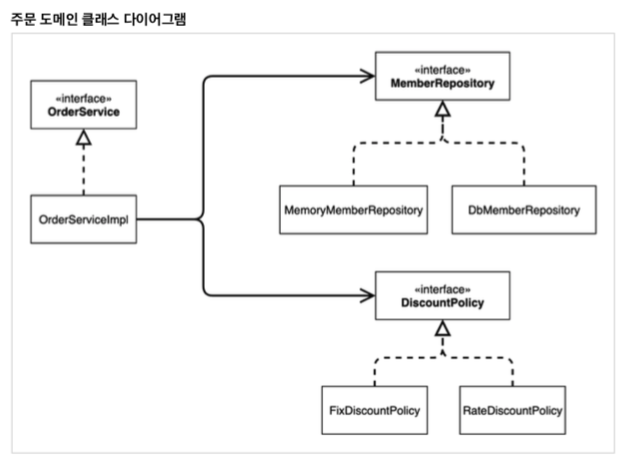 주문 도메인 클래스 다이어그램
«interface»
OrderService
OrderServiceImpl
«interface»
MemberRepository
MemoryMemberRepository
DbMemberRepository
«interface»
DiscountPolicy
FixDiscountPolicy
RateDiscountPolicy